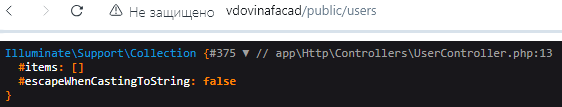 Не защищено vdovinafacad/public/users
Illuminate\Support\Collection {#375 ▼ // app\Http\Controllers\UserController.php:13
#items: []
#escapeWhenCastingToString: false
}